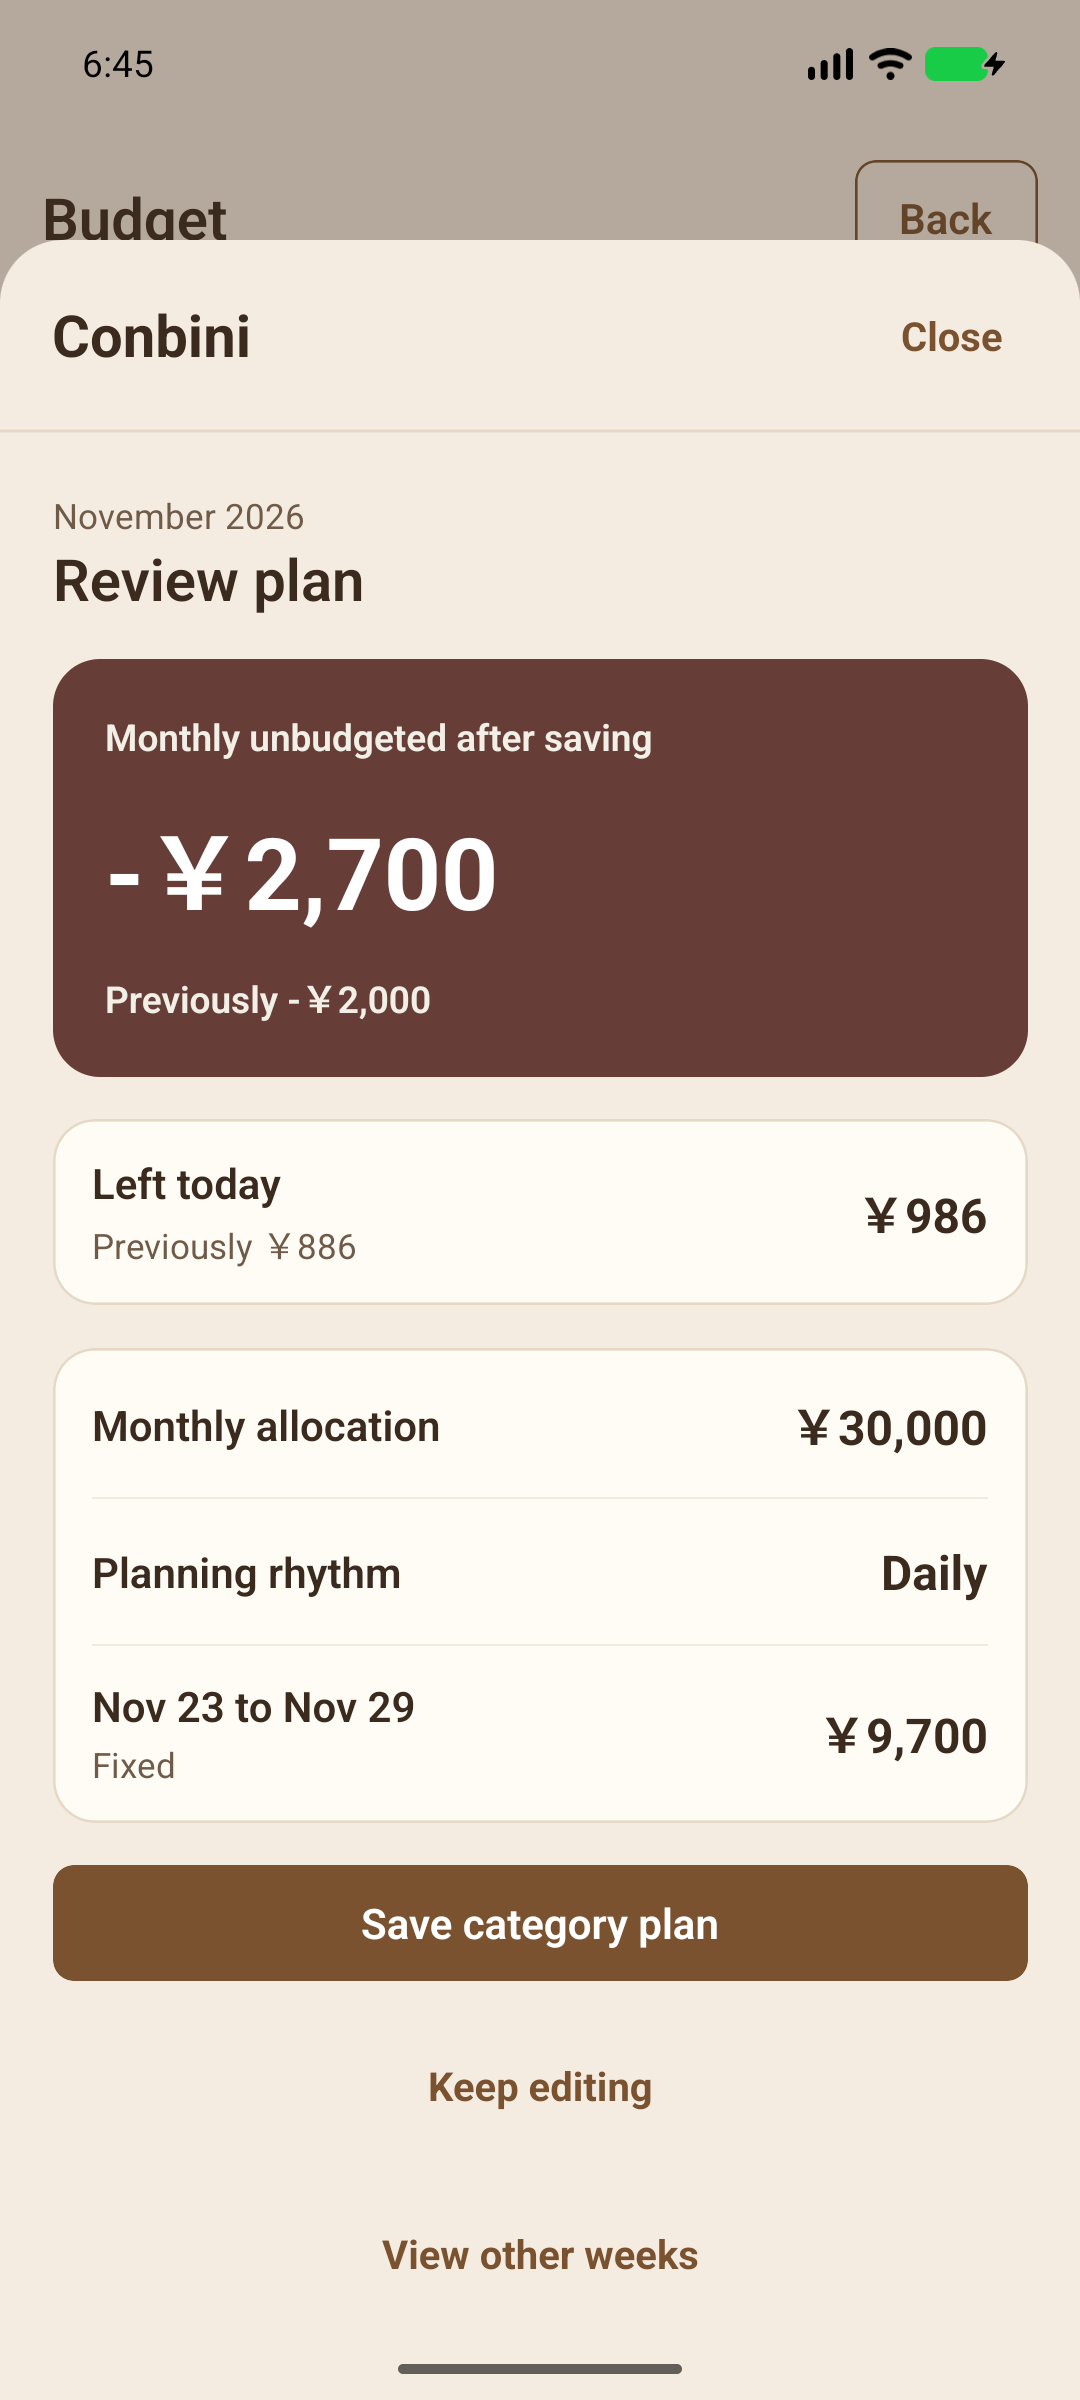 6:45
Budget
Back
Conbini
Close
November 2026
Review plan
Monthly unbudgeted after saving
-￥2,700
Previously -￥2,000
Left today
Previously ￥886
￥986
Monthly allocation
￥30,000
Planning rhythm
Daily
Nov 23 to Nov 29
Fixed
￥9,700
Save category plan
Keep editing
View other weeks